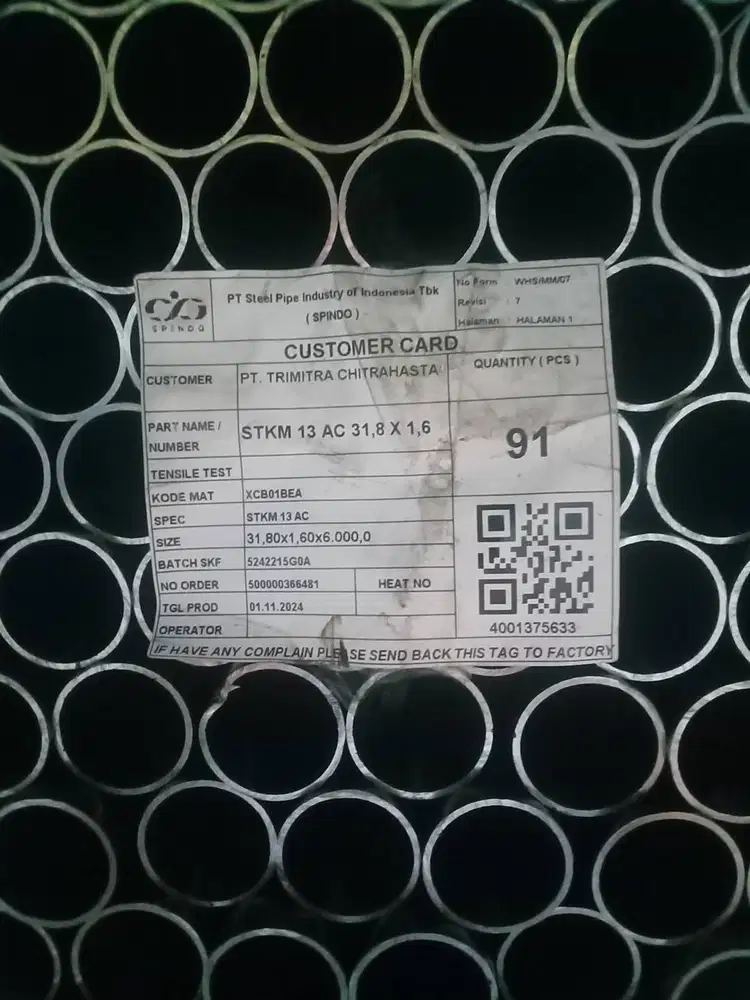 SPINDO
PT Steel Pipe Industry of Indonesia Tbk
( SPINDO )
No Form : WHS/MM/07
Revisi : 7
Halaman : HALAMAN 1
CUSTOMER CARD
CUSTOMER PT. TRIMITRA CHITRAHASTA
QUANTITY ( PCS )
PART NAME / NUMBER
STKM 13 AC 31,8 X 1,6
91
TENSILE TEST
KODE MAT XCB01BEA
SPEC STKM 13 AC
SIZE 31,80x1,60x6.000,0
BATCH SKF 5242215G0A
NO ORDER 500000366481 HEAT NO
TGL PROD 01.11.2024
OPERATOR
4001375633
IF HAVE ANY COMPLAIN PLEASE SEND BACK THIS TAG TO FACTORY